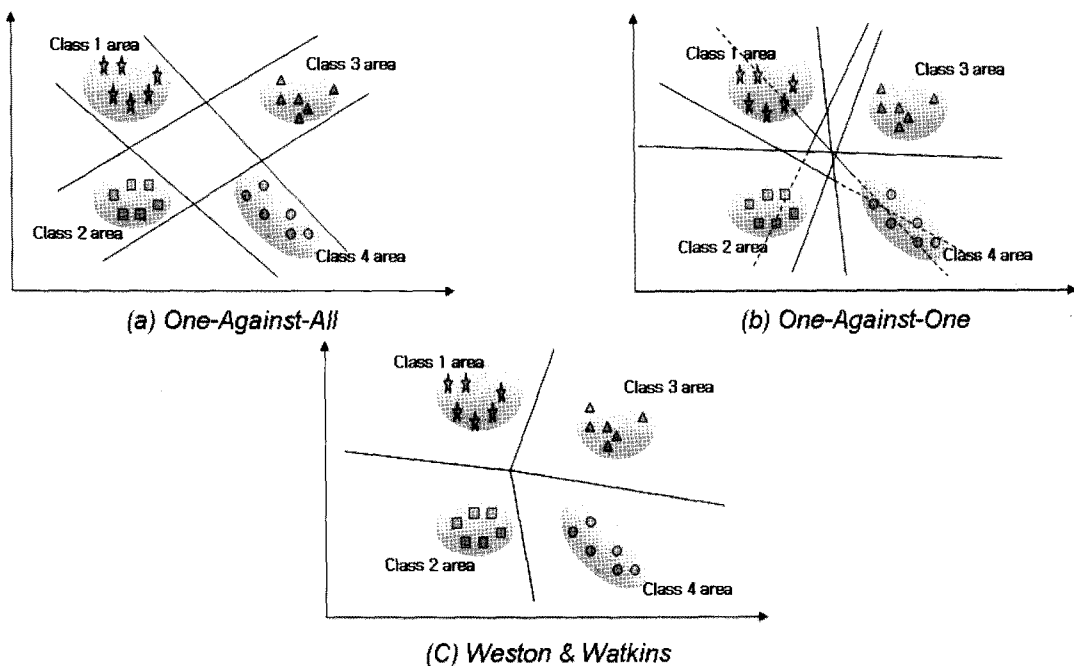 Class 1 area
Class 3 area
Class 2 area
Class 4 area
(a) One-Against-All
Class 1 area
Class 3 area
Class 2 area
Class 4 area
(b) One-Against-One
Class 1 area
Class 3 area
Class 2 area
Class 4 area
(C) Weston & Watkins